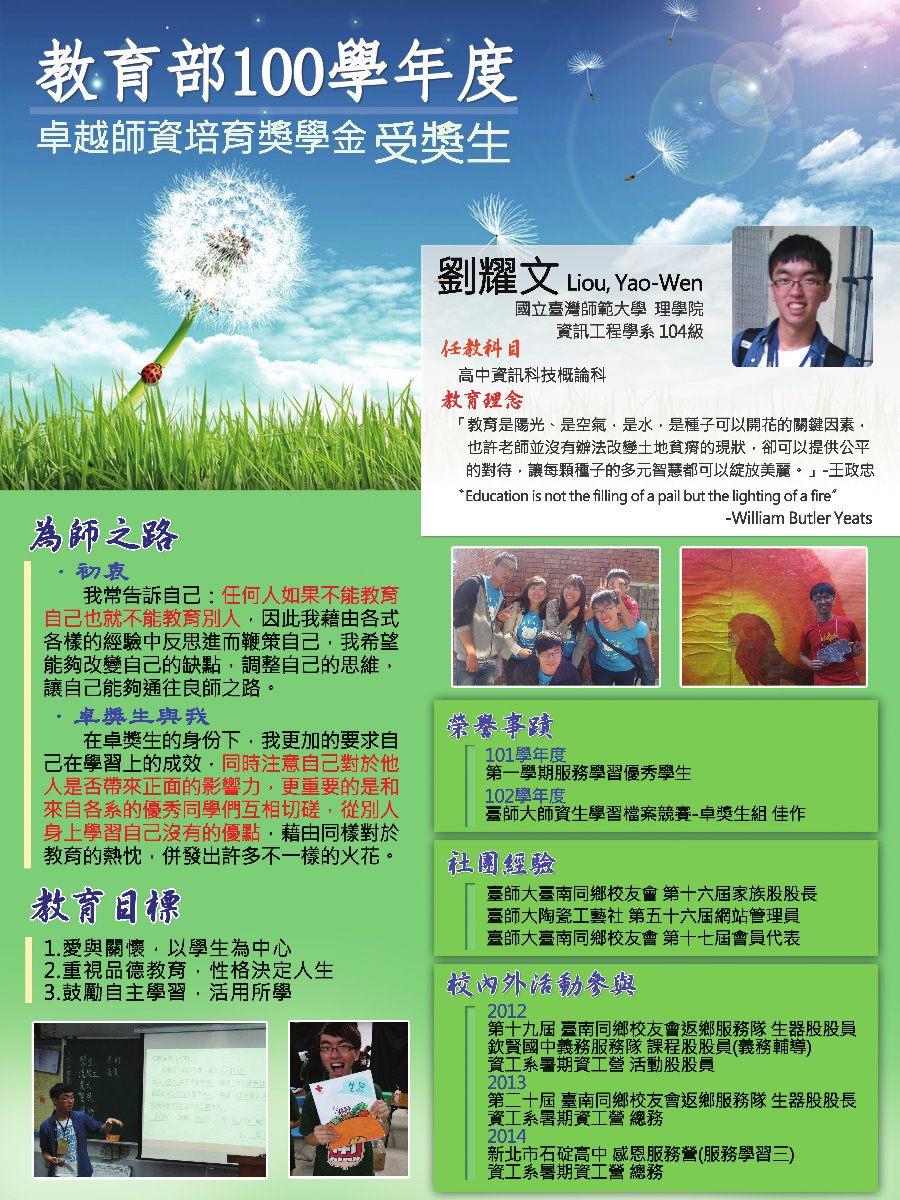 教育部100學年度
卓越師資培育獎學金 受獎生
劉耀文 Liou, Yao-Wen
國立臺灣師範大學 理學院
資訊工程學系 104級
任教科目
高中資訊科技概論科
教育理念
「教育是陽光、是空氣，是水，是種子可以開花的關鍵因素，
也許老師並沒有辦法改變土地貧瘠的現狀，卻可以提供公平
的對待，讓每顆種子的多元智慧都可以綻放美麗。」-王政忠
〝Education is not the filling of a pail but the lighting of a fire〞
-William Butler Yeats
為師之路
．初衷
我常告訴自己：任何人如果不能教育
自己也就不能教育別人，因此我藉由各式
各樣的經驗中反思進而鞭策自己，我希望
能夠改變自己的缺點，調整自己的思維，
讓自己能夠通往良師之路。
．卓獎生與我
在卓獎生的身份下，我更加的要求自
己在學習上的成效，同時注意自己對於他
人是否帶來正面的影響力，更重要的是和
來自各系的優秀同學們互相切磋，從別人
身上學習自己沒有的優點，藉由同樣對於
教育的熱忱，併發出許多不一樣的火花。
教育目標
1.愛與關懷，以學生為中心
2.重視品德教育，性格決定人生
3.鼓勵自主學習，活用所學
榮譽事蹟
101學年度
第一學期服務學習優秀學生
102學年度
臺師大師資生學習檔案競賽-卓獎生組 佳作
社團經驗
臺師大臺南同鄉校友會 第十六屆家族股股長
臺師大陶瓷工藝社 第五十六屆網站管理員
臺師大臺南同鄉校友會 第十七屆會員代表
校內外活動參與
2012
第十九屆 臺南同鄉校友會返鄉服務隊 生器股股員
欽賢國中義務服務隊 課程股股員(義務輔導)
資工系暑期資工營 活動股股員
2013
第二十屆 臺南同鄉校友會返鄉服務隊 生器股股長
資工系暑期資工營 總務
2014
新北市石碇高中 感恩服務營(服務學習三)
資工系暑期資工營 總務